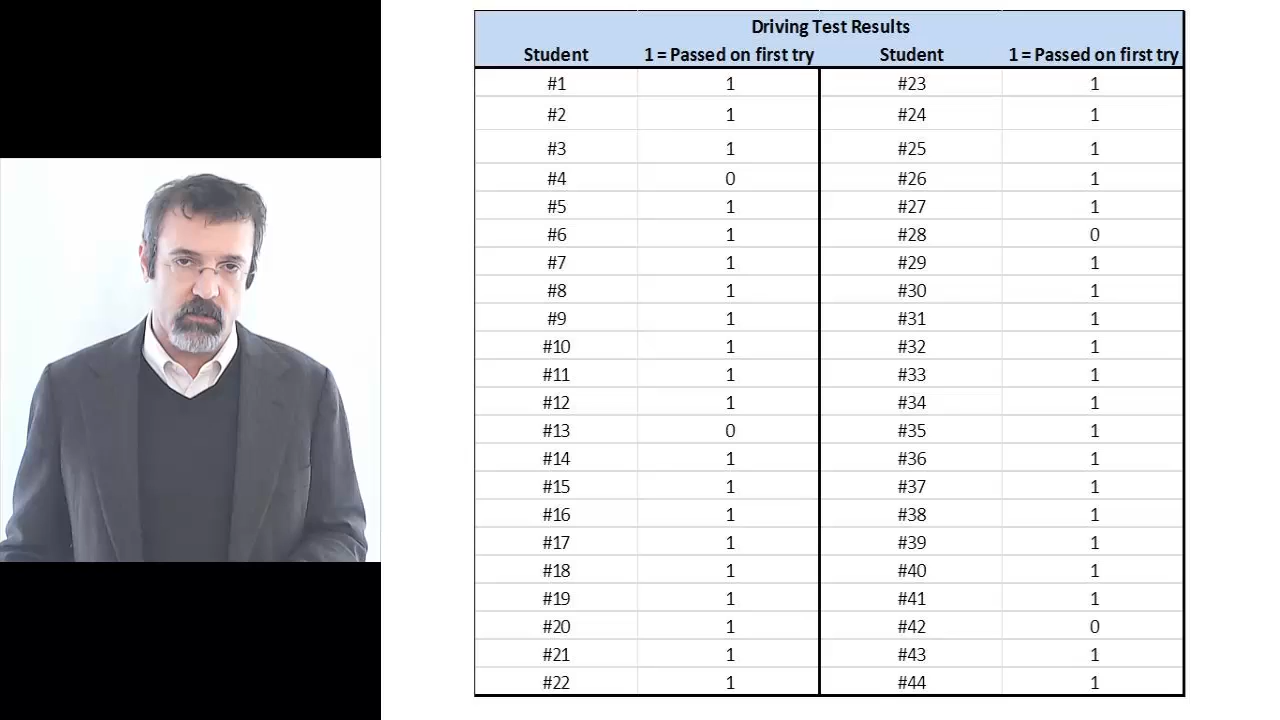 Driving Test Results
Student 1 = Passed on first try Student 1 = Passed on first try
#1 1 #23 1
#2 1 #24 1
#3 1 #25 1
#4 0 #26 1
#5 1 #27 1
#6 1 #28 0
#7 1 #29 1
#8 1 #30 1
#9 1 #31 1
#10 1 #32 1
#11 1 #33 1
#12 1 #34 1
#13 0 #35 1
#14 1 #36 1
#15 1 #37 1
#16 1 #38 1
#17 1 #39 1
#18 1 #40 1
#19 1 #41 1
#20 1 #42 0
#21 1 #43 1
#22 1 #44 1